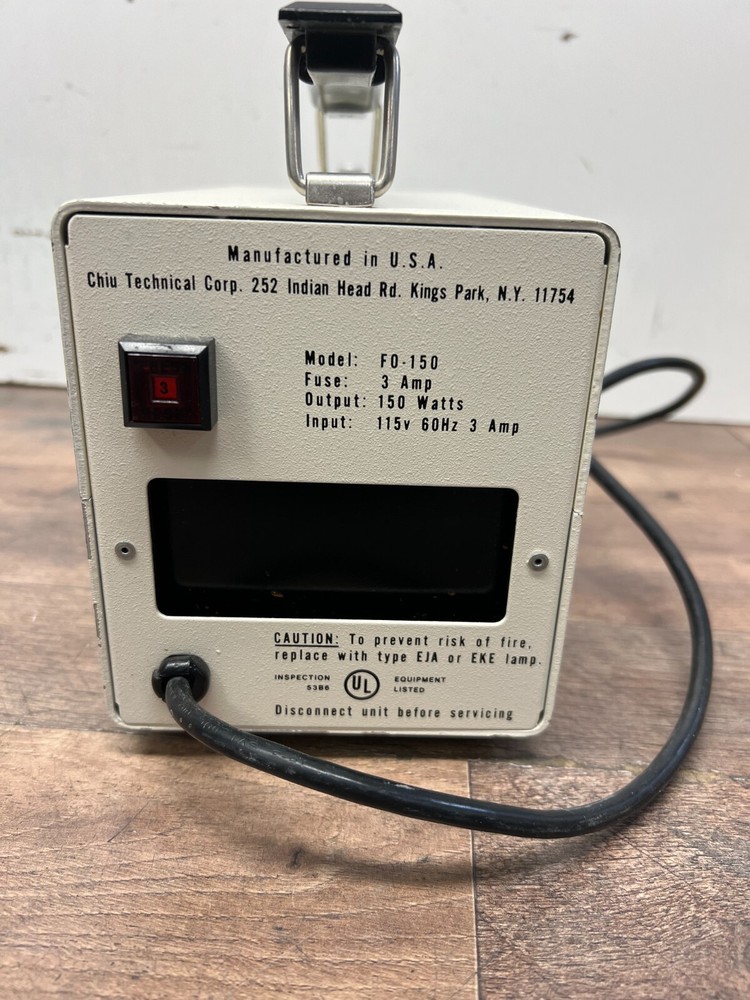 Manufactured in U.S.A.
Chiu Technical Corp. 252 Indian Head Rd. Kings Park, N.Y. 11754
3
Model: FO-150
Fuse: 3 Amp
Output: 150 Watts
Input: 115v 60Hz 3 Amp
CAUTION: To prevent risk of fire,
replace with type EJA or EKE lamp.
INSPECTION UL EQUIPMENT
53B6 LISTED
Disconnect unit before servicing